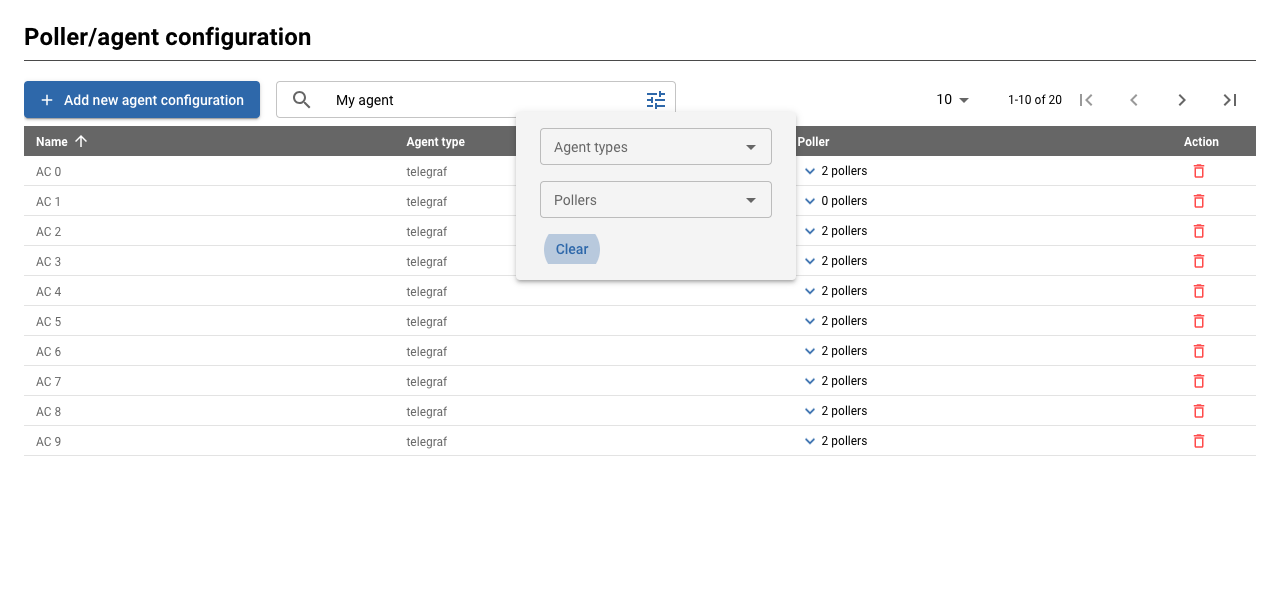 Poller/agent configuration
Add new agent configuration
My agent
10
1-10 of 20
Name
Agent type
Poller
Action
Agent types
Pollers
Clear
AC 0 telegraf 2 pollers
AC 1 telegraf 0 pollers
AC 2 telegraf 2 pollers
AC 3 telegraf 2 pollers
AC 4 telegraf 2 pollers
AC 5 telegraf 2 pollers
AC 6 telegraf 2 pollers
AC 7 telegraf 2 pollers
AC 8 telegraf 2 pollers
AC 9 telegraf 2 pollers